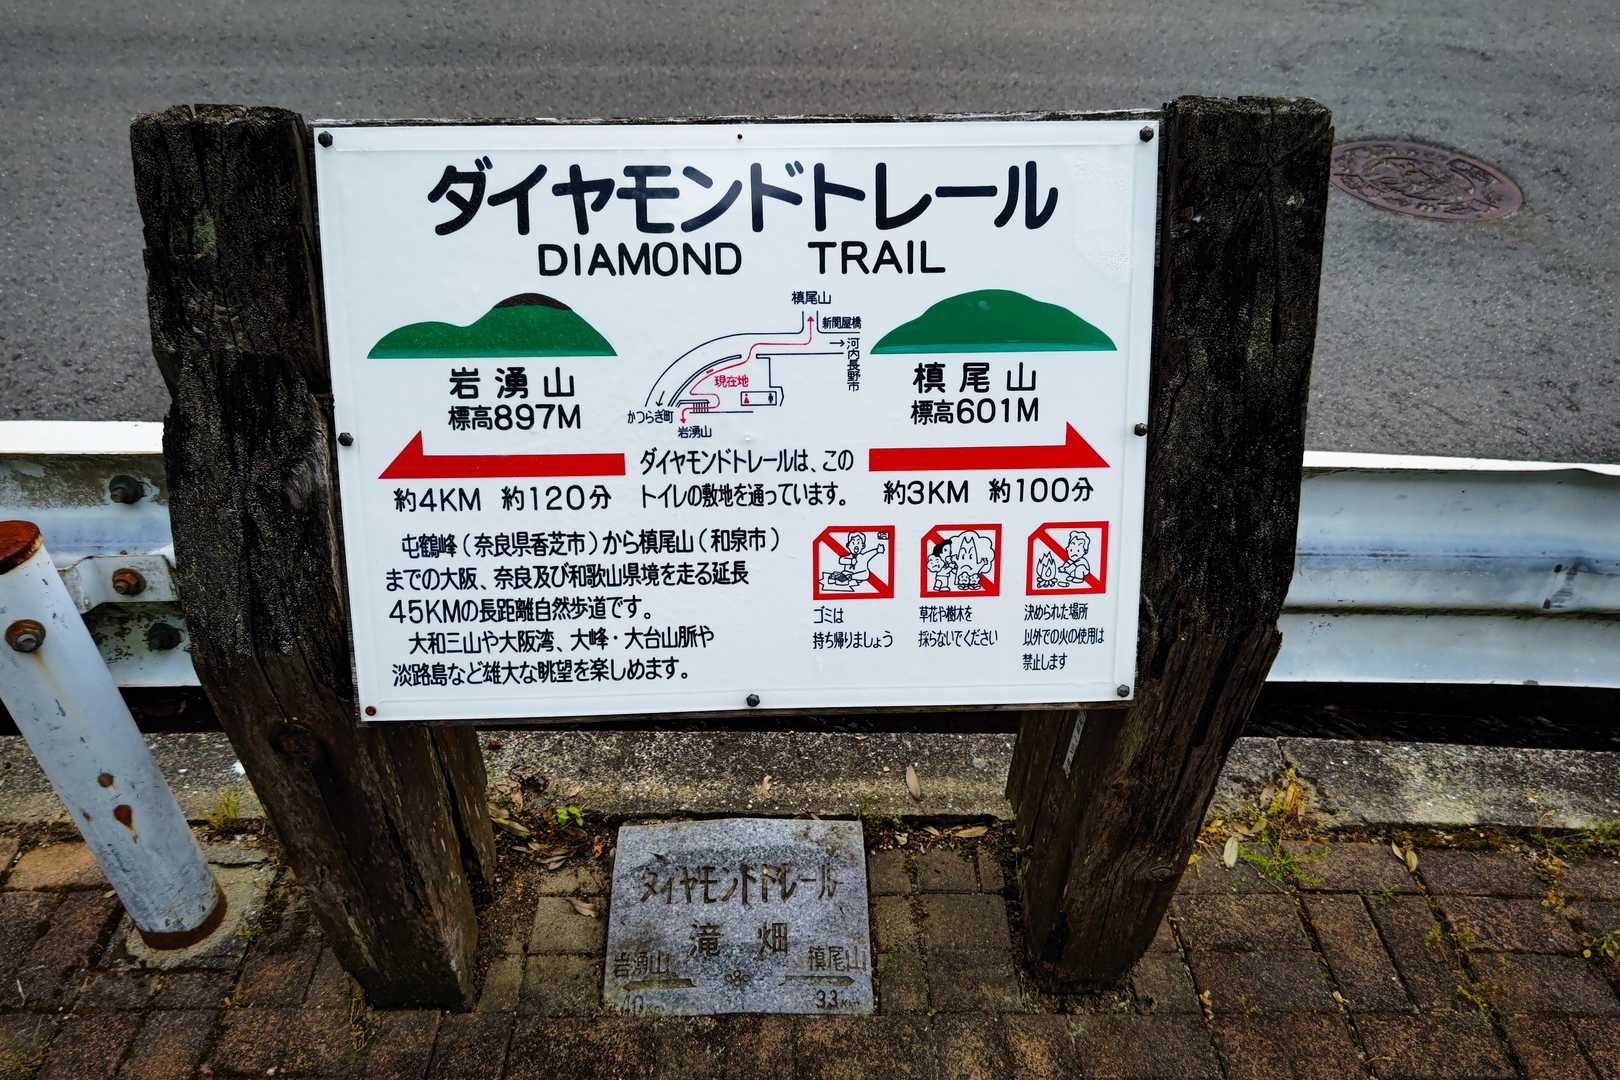 ダイヤモンドトレール
DIAMOND TRAIL
槙尾山
新関屋橋
→河内長野市
現在地
かつらぎ町
岩湧山
岩湧山
標高897M
槙尾山
標高601M
約4KM 約120分
ダイヤモンドトレールは、この
トイレの敷地を通っています。
約3KM 約100分
屯鶴峰(奈良県香芝市)から槙尾山(和泉市)
までの大阪、奈良及び和歌山県境を走る延長
45KMの長距離自然歩道です。
大和三山や大阪湾、大峰・大台山脈や
淡路島など雄大な眺望を楽しめます。
ゴミは
持ち帰りましょう
草花や樹木を
採らないでください
決められた場所
以外での火の使用は
禁止します
ダイヤモンドトレール
滝畑
岩湧山
槙尾山
4.0
3.3Km